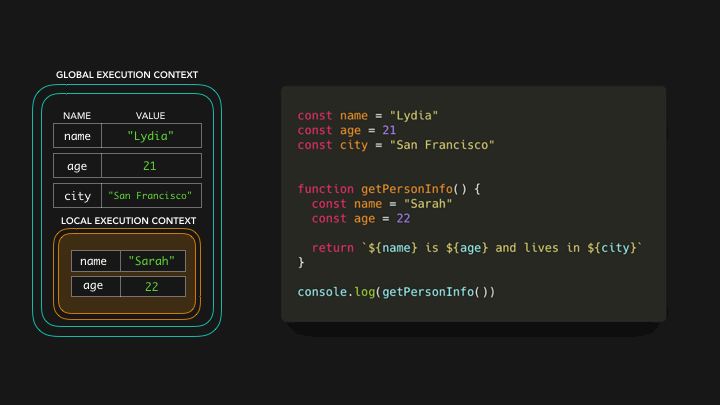 GLOBAL EXECUTION CONTEXT
NAME VALUE
name "Lydia"
age 21
city "San Francisco"
LOCAL EXECUTION CONTEXT
name "Sarah"
age 22
const name = "Lydia"
const age = 21
const city = "San Francisco"
function getPersonInfo() {
  const name = "Sarah"
  const age = 22
  return `${name} is ${age} and lives in ${city}`
}
console.log(getPersonInfo())